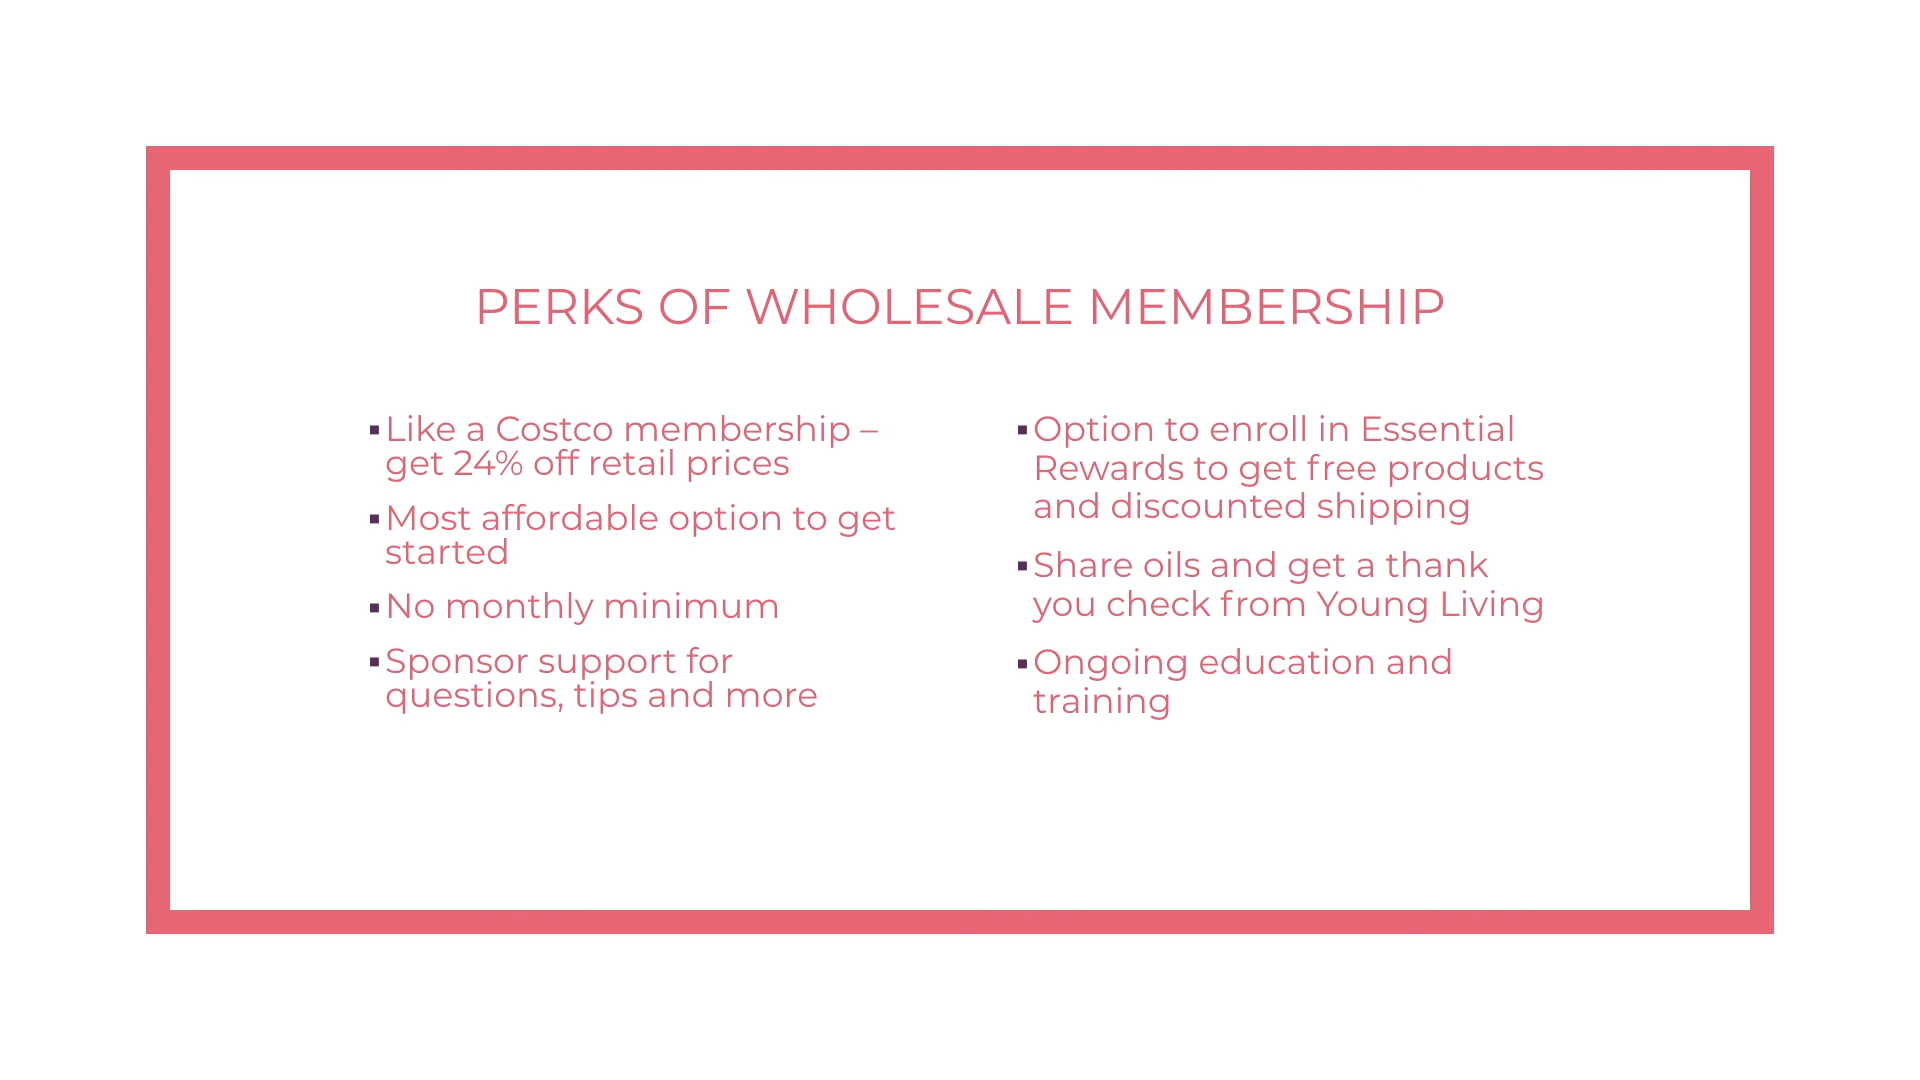 PERKS OF WHOLESALE MEMBERSHIP
▪Like a Costco membership –
get 24% off retail prices
▪Most affordable option to get
started
▪No monthly minimum
▪Sponsor support for
questions, tips and more
▪Option to enroll in Essential
Rewards to get free products
and discounted shipping
▪Share oils and get a thank
you check from Young Living
▪Ongoing education and
training